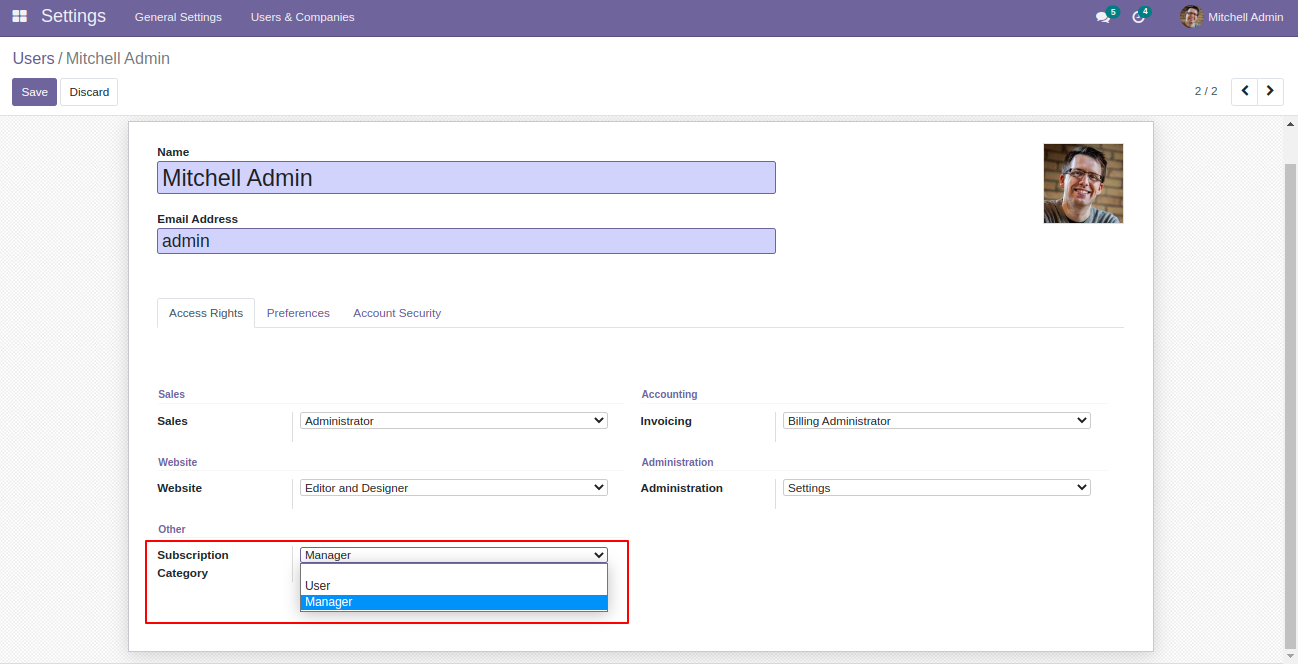 Settings General Settings Users & Companies 5 4 Mitchell Admin
Users / Mitchell Admin
Save Discard 2 / 2
Name
Mitchell Admin
Email Address
admin
Access Rights Preferences Account Security
Sales Accounting
Sales Administrator Invoicing Billing Administrator
Website Administration
Website Editor and Designer Administration Settings
Other
Subscription Manager
Category
User
Manager